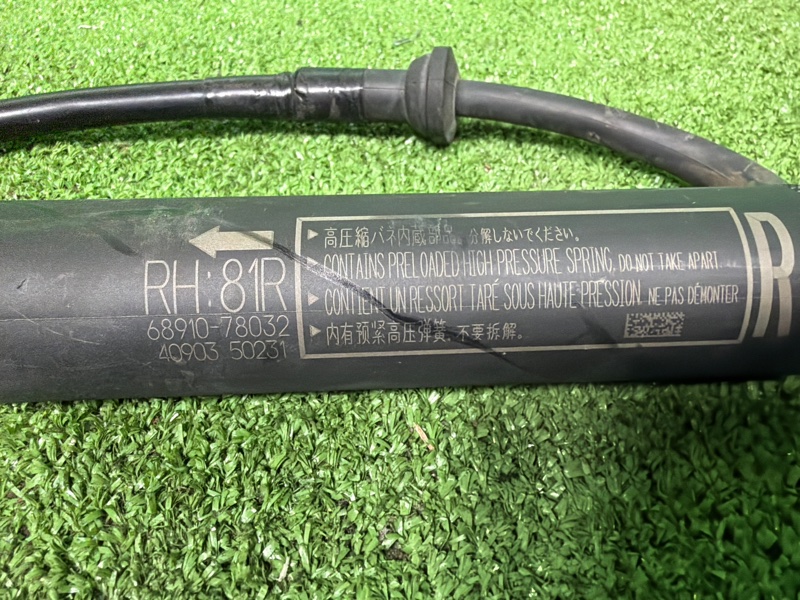 RH:81R
68910-78032
40903 50231
▶高圧縮バネ内蔵部品。分解しないでください。
▶CONTAINS PRELOADED HIGH PRESSURE SPRING. DO NOT TAKE APART.
▶CONTIENT UN RESSORT TARÉ SOUS HAUTE PRESSION. NE PAS DÉMONTER
▶内有预紧高压弹簧,不要拆解。
R